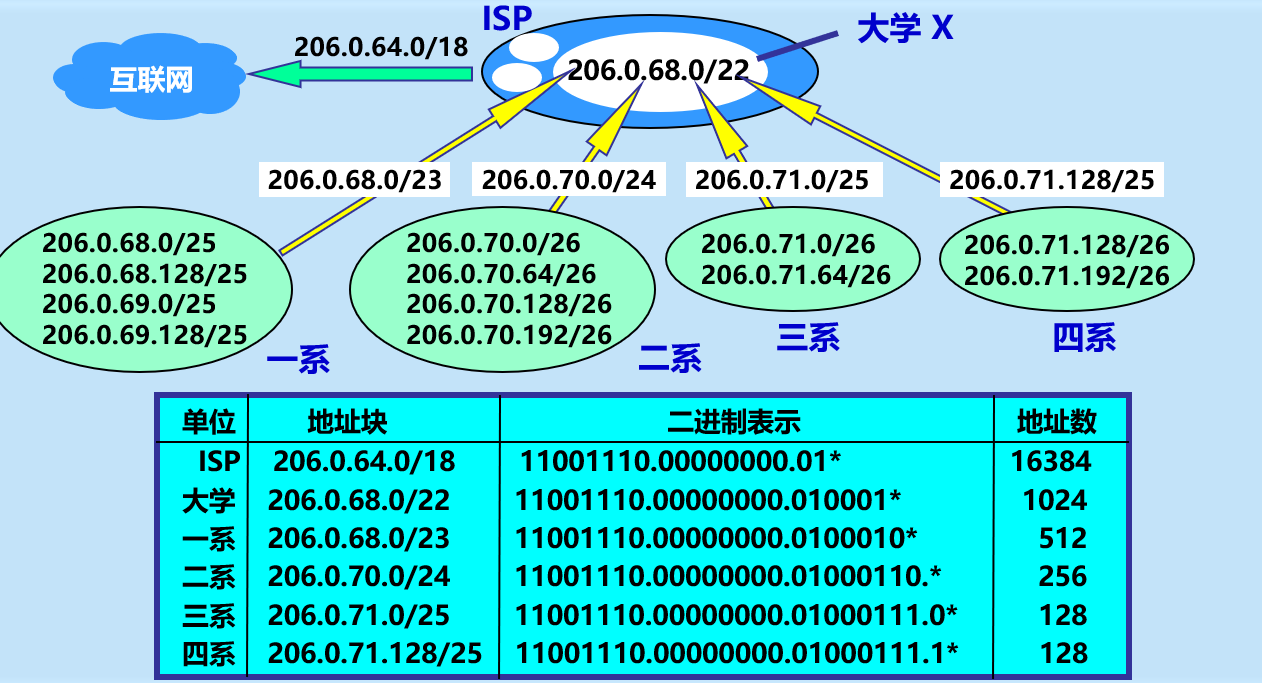 ISP
大学 X
206.0.64.0/18
互联网
206.0.68.0/22
206.0.68.0/23
206.0.70.0/24
206.0.71.0/25
206.0.71.128/25
206.0.68.0/25
206.0.68.128/25
206.0.69.0/25
206.0.69.128/25
一系
206.0.70.0/26
206.0.70.64/26
206.0.70.128/26
206.0.70.192/26
二系
206.0.71.0/26
206.0.71.64/26
三系
206.0.71.128/26
206.0.71.192/26
四系
单位 地址块 二进制表示 地址数
ISP 206.0.64.0/18 11001110.00000000.01* 16384
大学 206.0.68.0/22 11001110.00000000.010001* 1024
一系 206.0.68.0/23 11001110.00000000.0100010* 512
二系 206.0.70.0/24 11001110.00000000.01000110.* 256
三系 206.0.71.0/25 11001110.00000000.01000111.0* 128
四系 206.0.71.128/25 11001110.00000000.01000111.1* 128